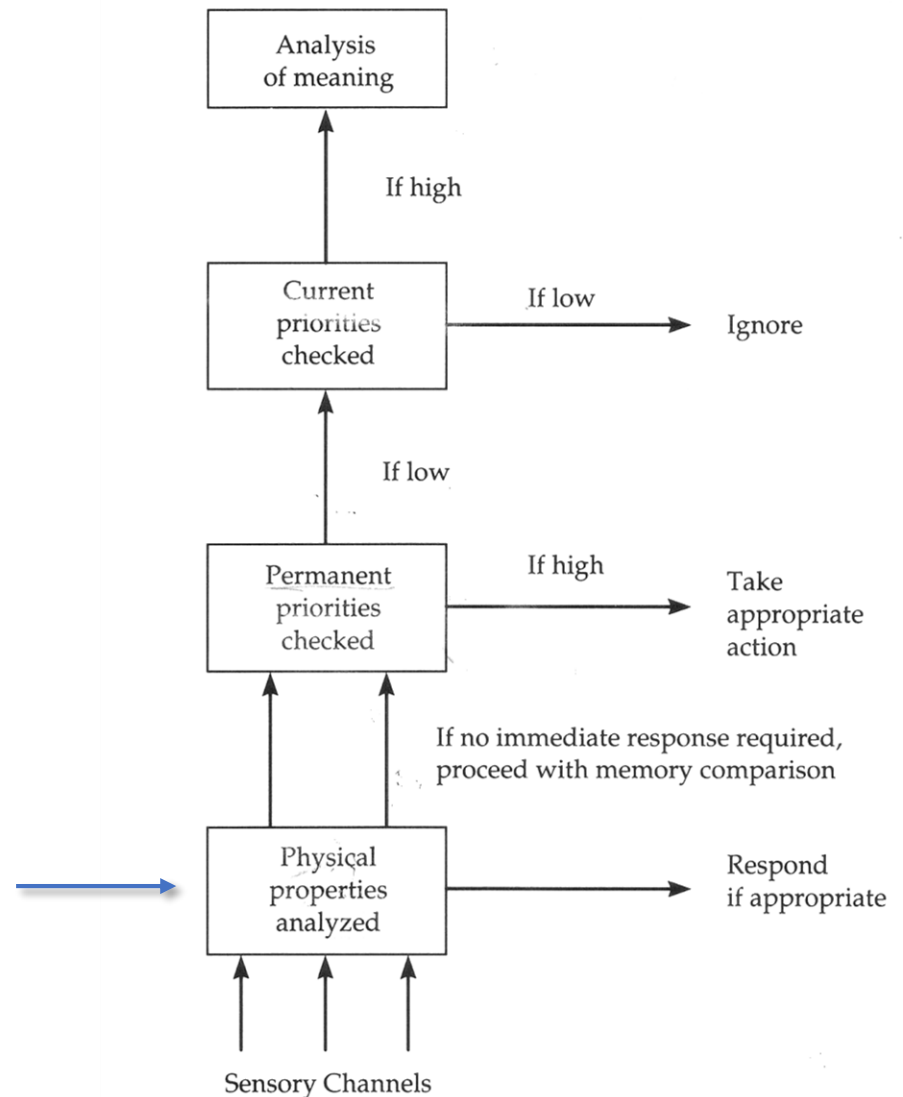 Analysis
of meaning
If high
Current
priorities
checked
If low
Ignore
If low
Permanent
priorities
checked
If high
Take
appropriate
action
If no immediate response required,
proceed with memory comparison
Physical
properties
analyzed
Respond
if appropriate
Sensory Channels